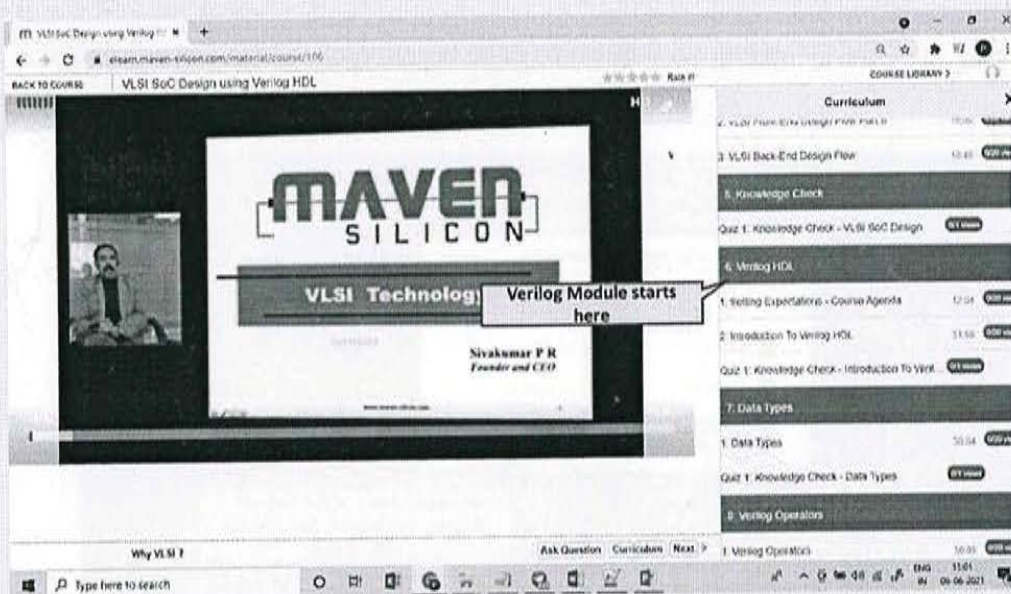 VLSI SoC Design using Verilog
elearn.maven-silicon.com/material/course/106
BACK TO COURSE
VLSI SoC Design using Verilog HDL
Rate it
COURSE LIBRARY >
MAVEN
SILICON
VLSI Technology
Sivakumar P R
Founder and CEO
Verilog Module starts
here
Curriculum
3. VLSI Back-End Design Flow
5. Knowledge Check
Quiz 1: Knowledge Check - VLSI SoC Design
6. Verilog HDL
1. Setting Expectations - Course Agenda
2. Introduction To Verilog HDL
Quiz 1: Knowledge Check - Introduction To Veril...
7. Data Types
1. Data Types
Quiz 1: Knowledge Check - Data Types
8. Verilog Operators
1. Verilog Operators
Why VLSI ?
Ask Question
Curriculum
Next >
Type here to search
ENG
IN
11:01
06-06-2021